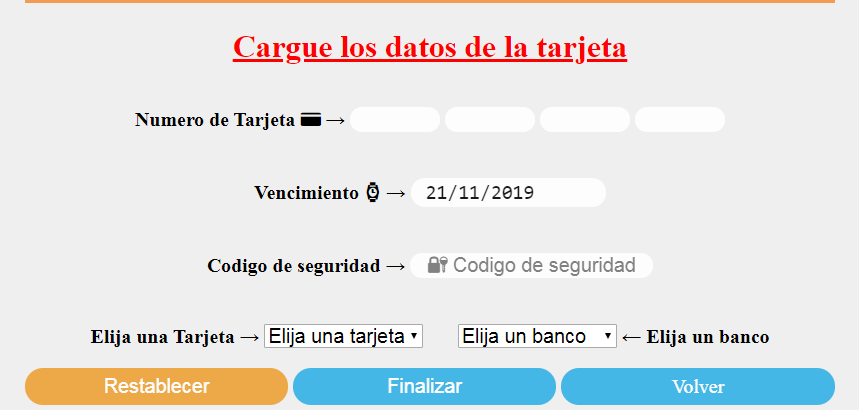 Cargue los datos de la tarjeta
Numero de Tarjeta 💳 →
Vencimiento ⌚ → 21/11/2019
Codigo de seguridad → 🔐 Codigo de seguridad
Elija una Tarjeta → Elija una tarjeta ▾ Elija un banco ▾ ← Elija un banco
Restablecer Finalizar Volver